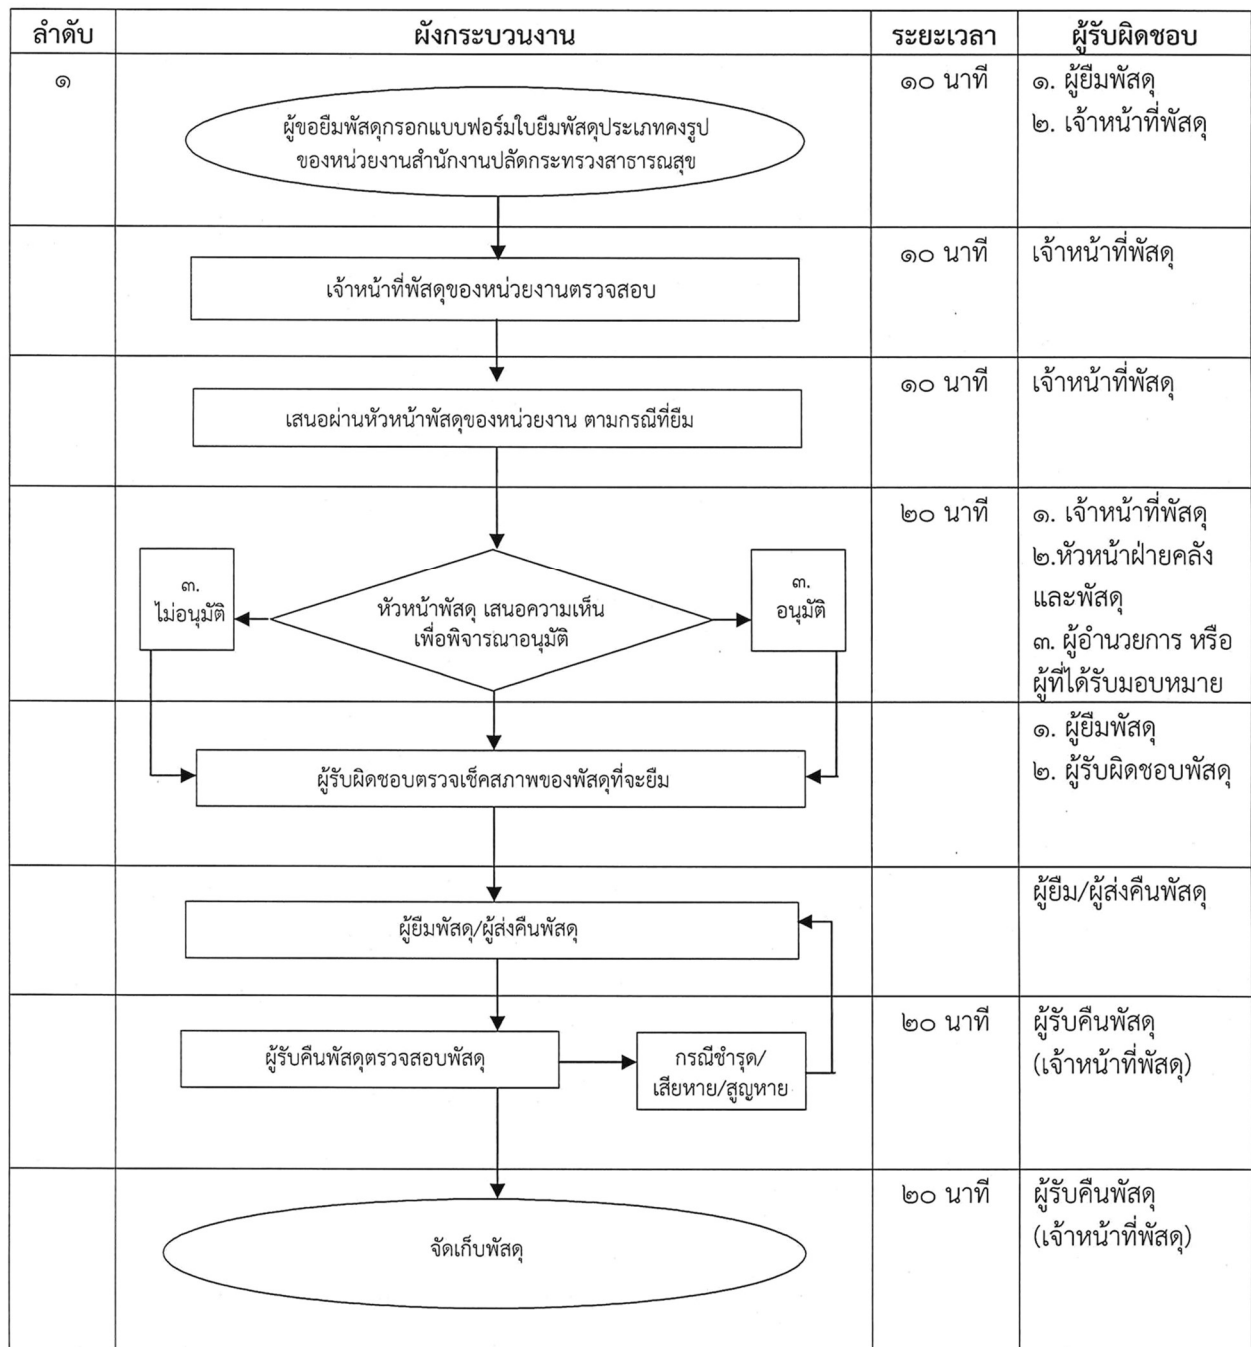 ลำดับ
ผังกระบวนงาน
ระยะเวลา
ผู้รับผิดชอบ
๑
ผู้ขอยืมพัสดุกรอกแบบฟอร์มใบยืมพัสดุประเภทคงรูป
ของหน่วยงานสำนักงานปลัดกระทรวงสาธารณสุข
๑๐ นาที
๑. ผู้ยืมพัสดุ
๒. เจ้าหน้าที่พัสดุ
เจ้าหน้าที่พัสดุของหน่วยงานตรวจสอบ
๑๐ นาที
เจ้าหน้าที่พัสดุ
เสนอผ่านหัวหน้าพัสดุของหน่วยงาน ตามกรณีที่ยืม
๑๐ นาที
เจ้าหน้าที่พัสดุ
๓.
ไม่อนุมัติ
หัวหน้าพัสดุ เสนอความเห็น
เพื่อพิจารณาอนุมัติ
๓.
อนุมัติ
๒๐ นาที
๑. เจ้าหน้าที่พัสดุ
๒.หัวหน้าฝ่ายคลัง
และพัสดุ
๓. ผู้อำนวยการ หรือ
ผู้ที่ได้รับมอบหมาย
ผู้รับผิดชอบตรวจเช็คสภาพของพัสดุที่จะยืม
๑. ผู้ยืมพัสดุ
๒. ผู้รับผิดชอบพัสดุ
ผู้ยืมพัสดุ/ผู้ส่งคืนพัสดุ
ผู้ยืม/ผู้ส่งคืนพัสดุ
ผู้รับคืนพัสดุตรวจสอบพัสดุ
กรณีชำรุด/
เสียหาย/สูญหาย
๒๐ นาที
ผู้รับคืนพัสดุ
(เจ้าหน้าที่พัสดุ)
จัดเก็บพัสดุ
๒๐ นาที
ผู้รับคืนพัสดุ
(เจ้าหน้าที่พัสดุ)